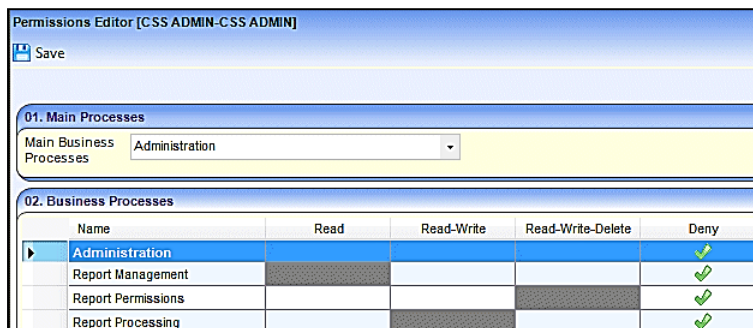 Permissions Editor [CSS ADMIN-CSS ADMIN]
Save
01. Main Processes
Main Business Processes
Administration
02. Business Processes
Name Read Read-Write Read-Write-Delete Deny
Administration
Report Management
Report Permissions
Report Processing